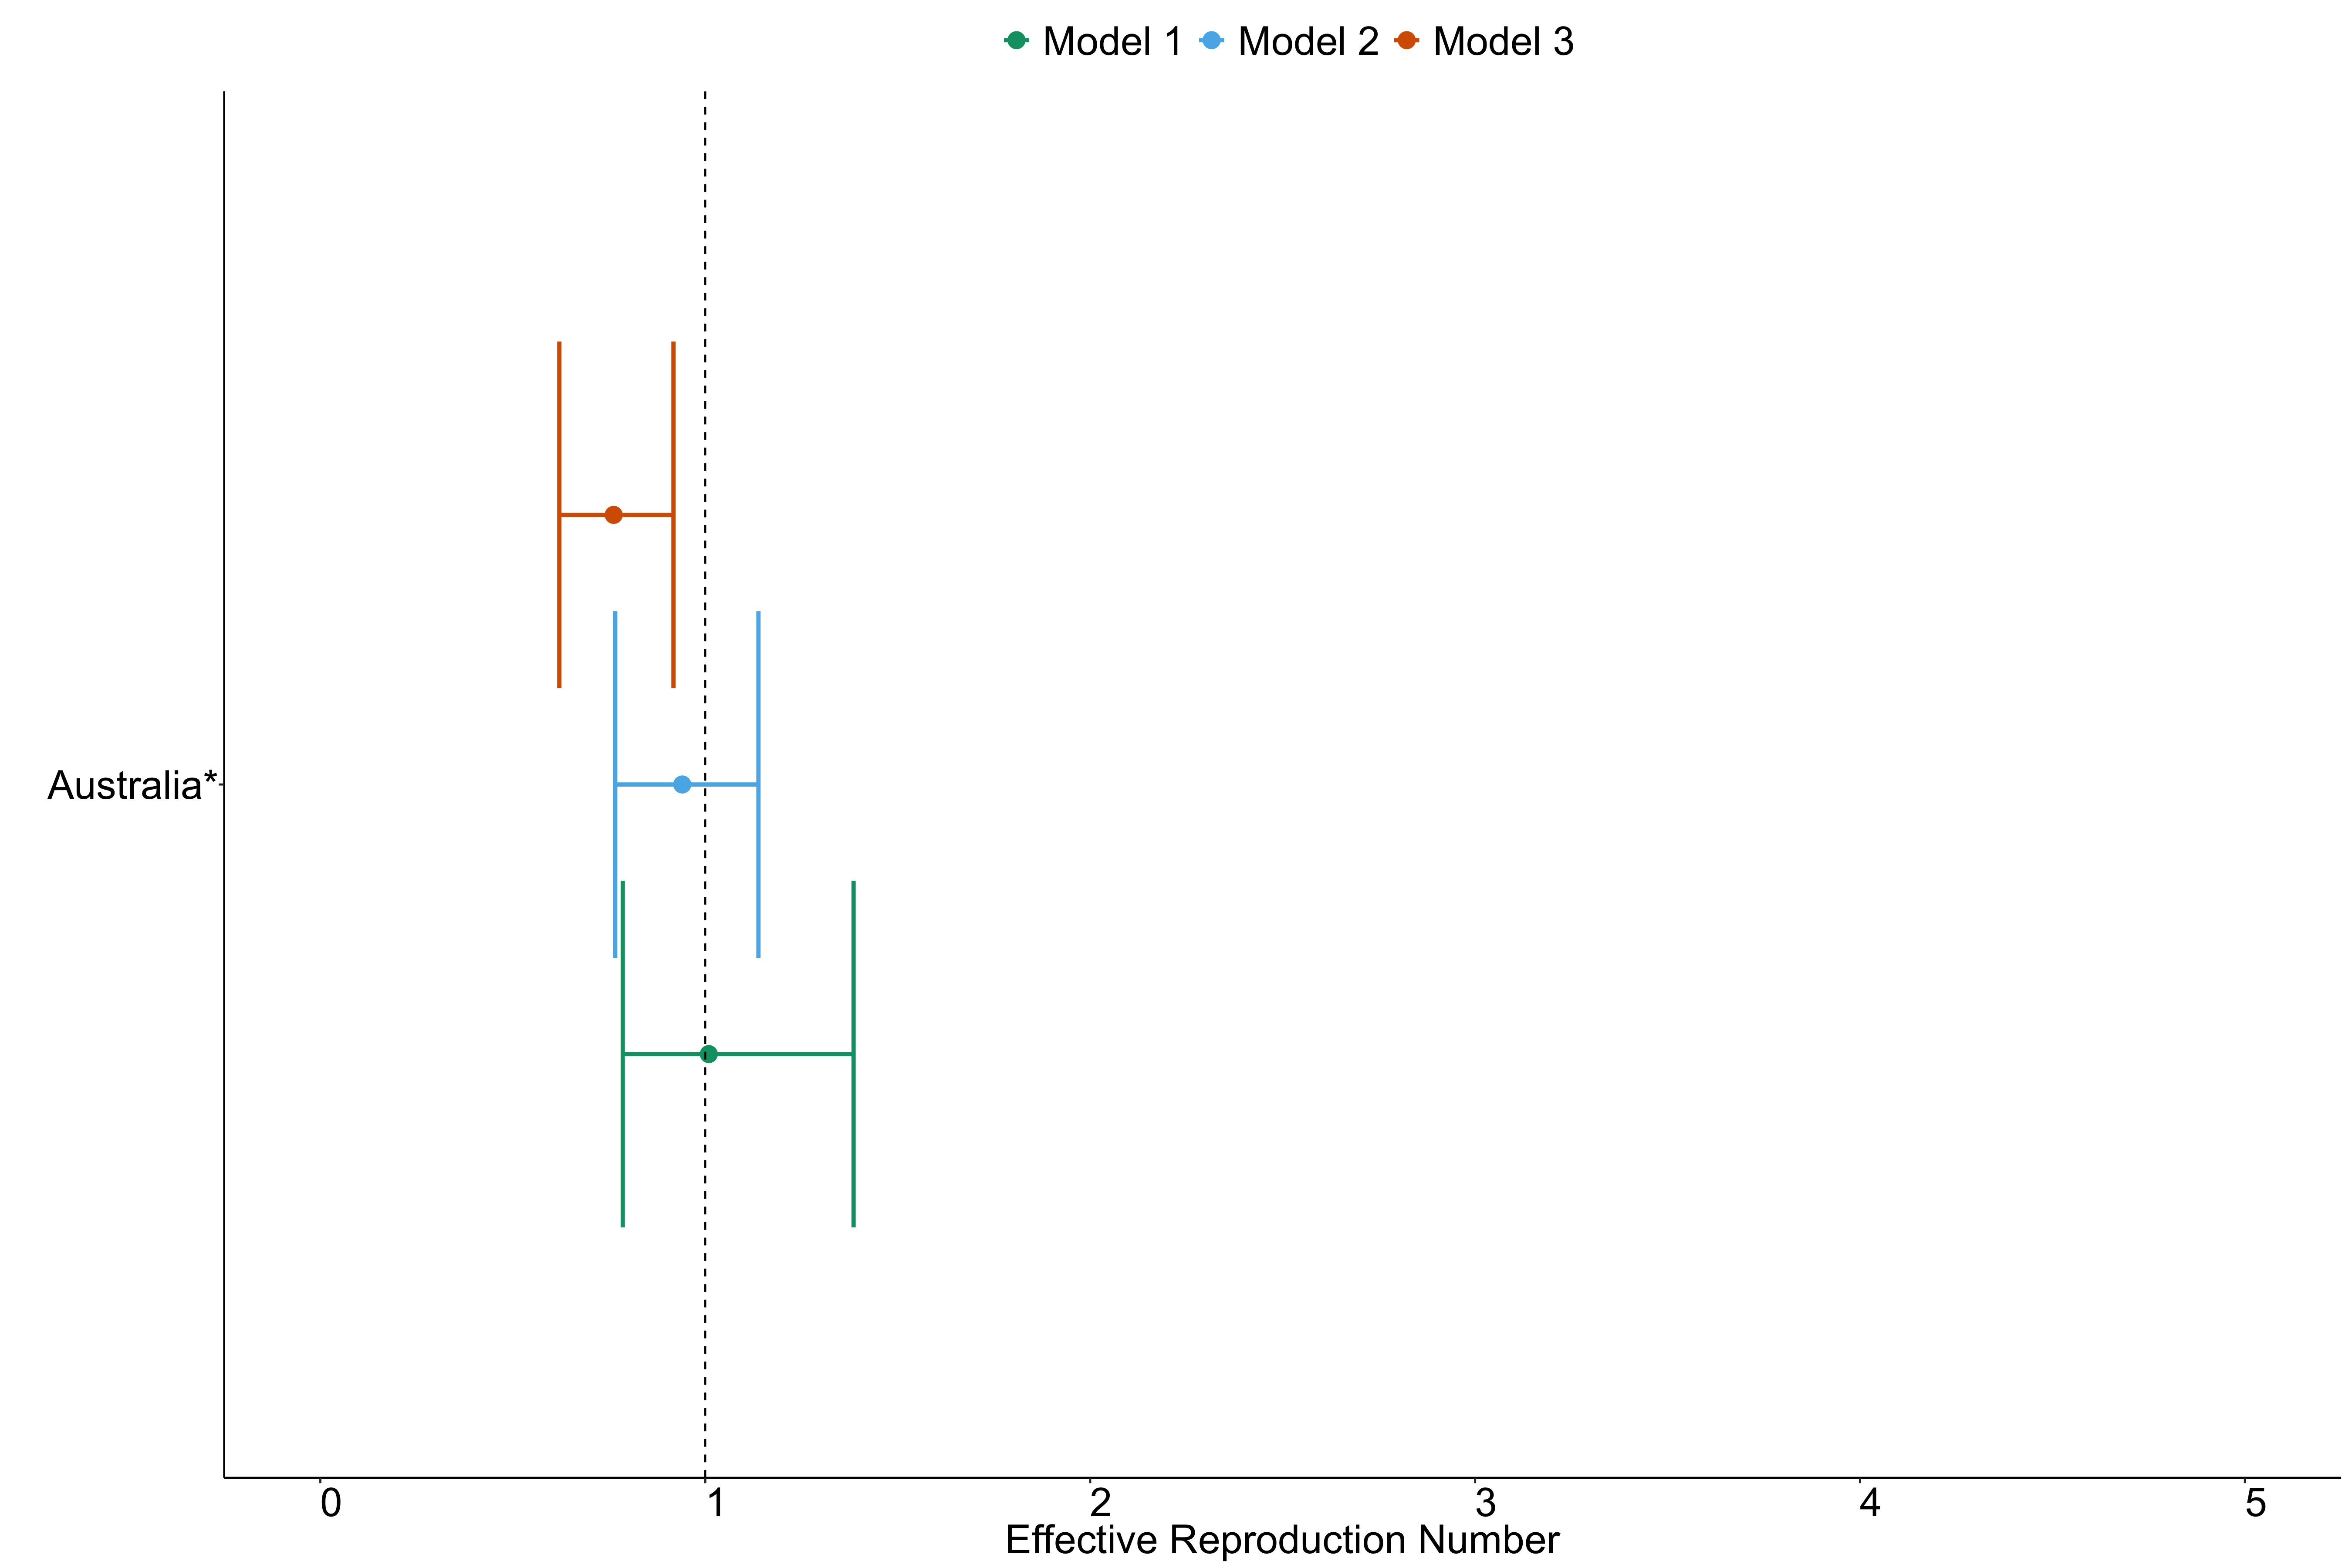 Model 1 Model 2 Model 3
Australia*
0 1 2 3 4 5
Effective Reproduction Number